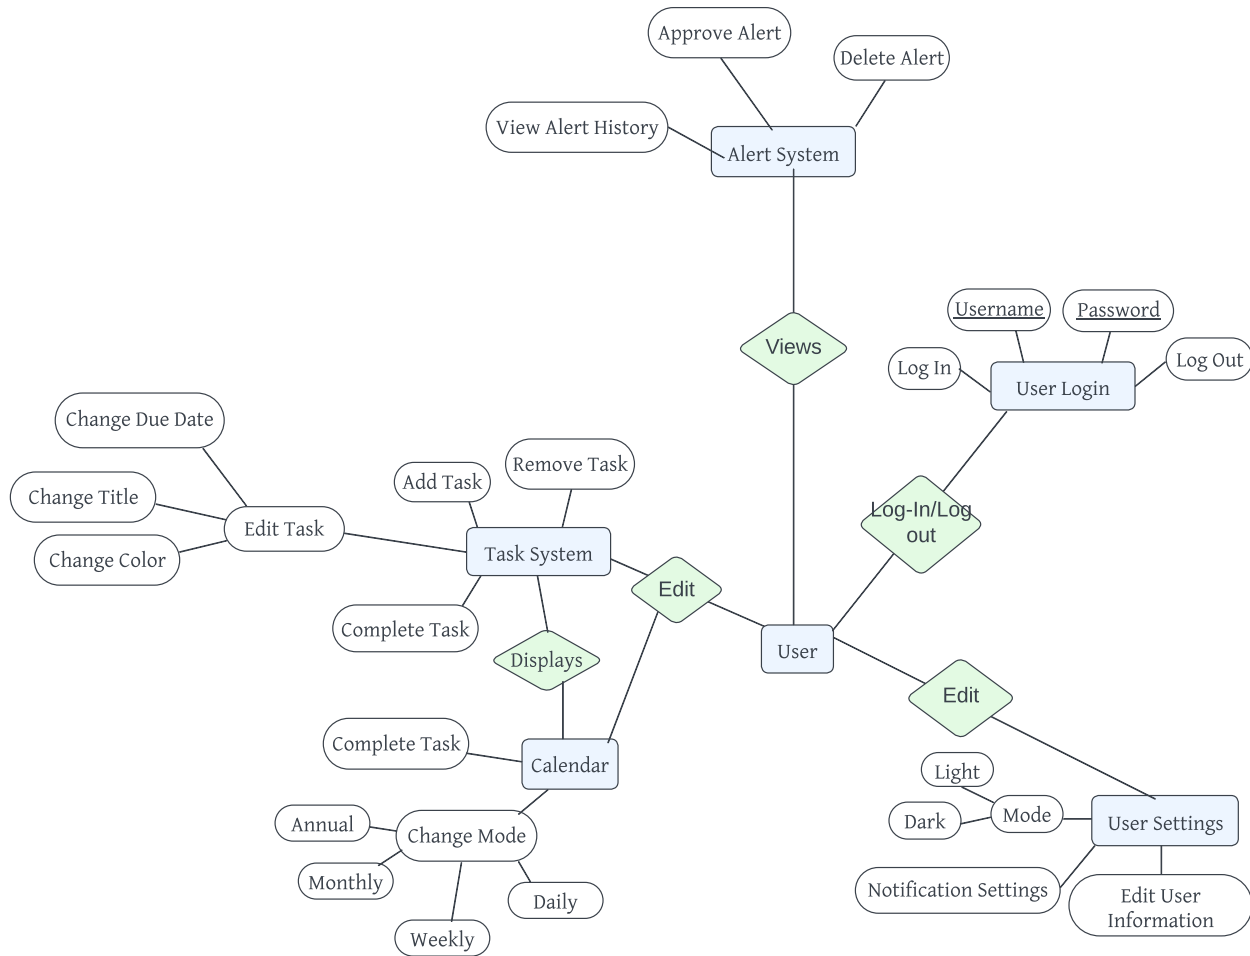 Approve Alert
Delete Alert
View Alert History
Alert System
Username
Password
Views
Log In
Log Out
User Login
Change Due Date
Remove Task
Add Task
Change Title
Log-In/Log
out
Edit Task
Task System
Change Color
Edit
Complete Task
User
Displays
Edit
Complete Task
Calendar
Light
Mode
Dark
User Settings
Annual
Change Mode
Monthly
Daily
Notification Settings
Edit User
Information
Weekly